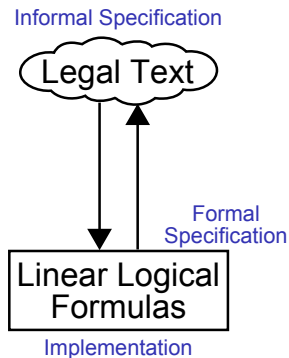 Informal Specification
Legal Text
Formal
Specification
Linear Logical
Formulas
Implementation